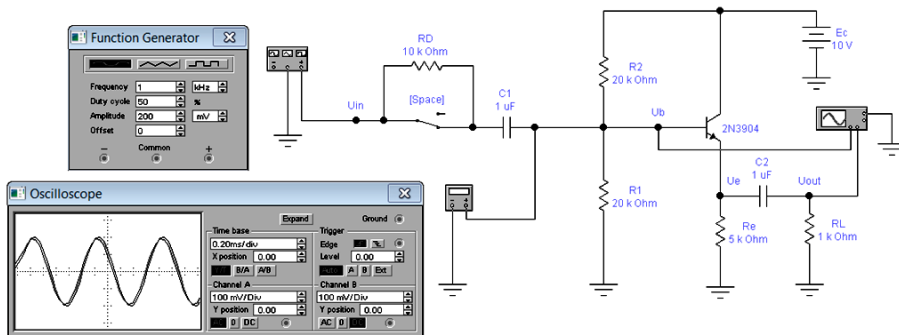 Function Generator
Frequency 1 kHz
Duty cycle 50 %
Amplitude 200 mV
Offset 0
− Common +
Oscilloscope
Expand Ground
Time base Trigger
0.20ms/div Edge
X position 0.00 Level 0.00
B/A A/B Auto A B Ext
Channel A Channel B
100 mV/Div 100 mV/Div
Y position 0.00 Y position 0.00
AC 0 DC AC 0 DC
RD
10 k Ohm
[Space]
Uin
C1
1 uF
R2
20 k Ohm
Ub
R1
20 k Ohm
2N3904
Ec
10 V
Ue
C2
1 uF
Uout
Re
5 k Ohm
RL
1 k Ohm